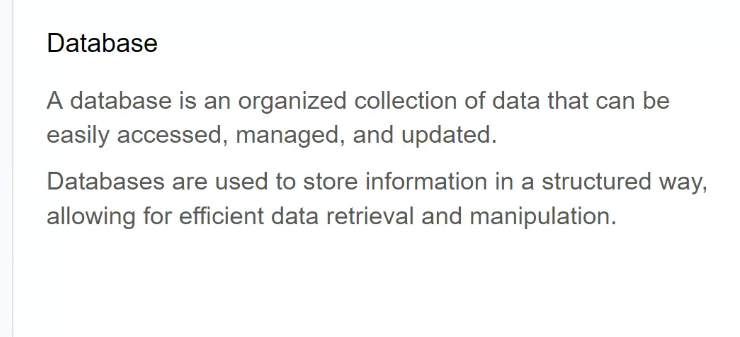 Database
A database is an organized collection of data that can be
easily accessed, managed, and updated.
Databases are used to store information in a structured way,
allowing for efficient data retrieval and manipulation.